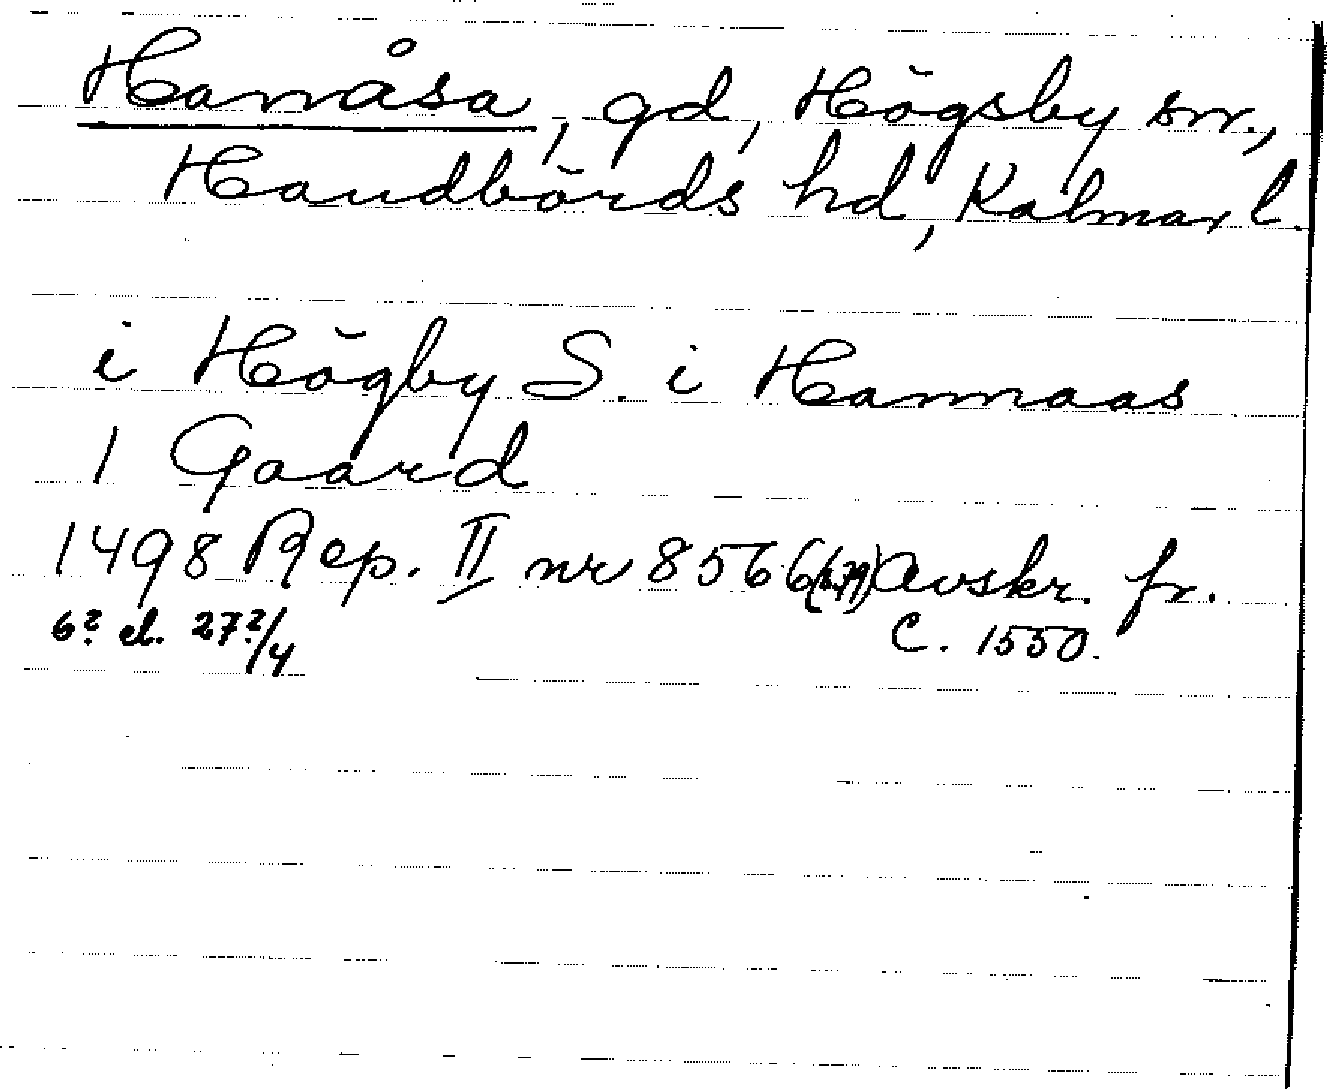 Hanåsa, gd, Högsby sn.,
Handbörds hd, Kalmar l.
i Högby S. i Hannaas
1 Gaard
1498 Rep. II nr 8566 Avskr. fr.
6? el. 27?/4 C. 1550.